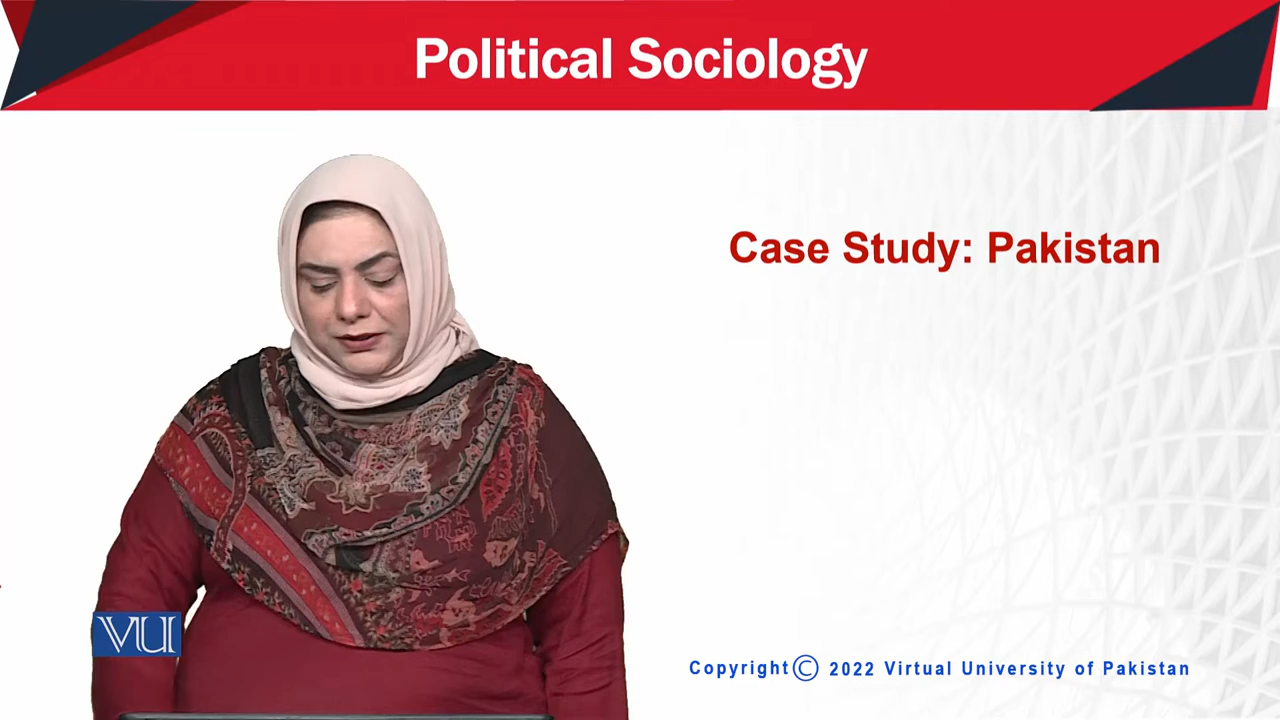 Political Sociology
Case Study: Pakistan
VU
Copyright© 2022 Virtual University of Pakistan